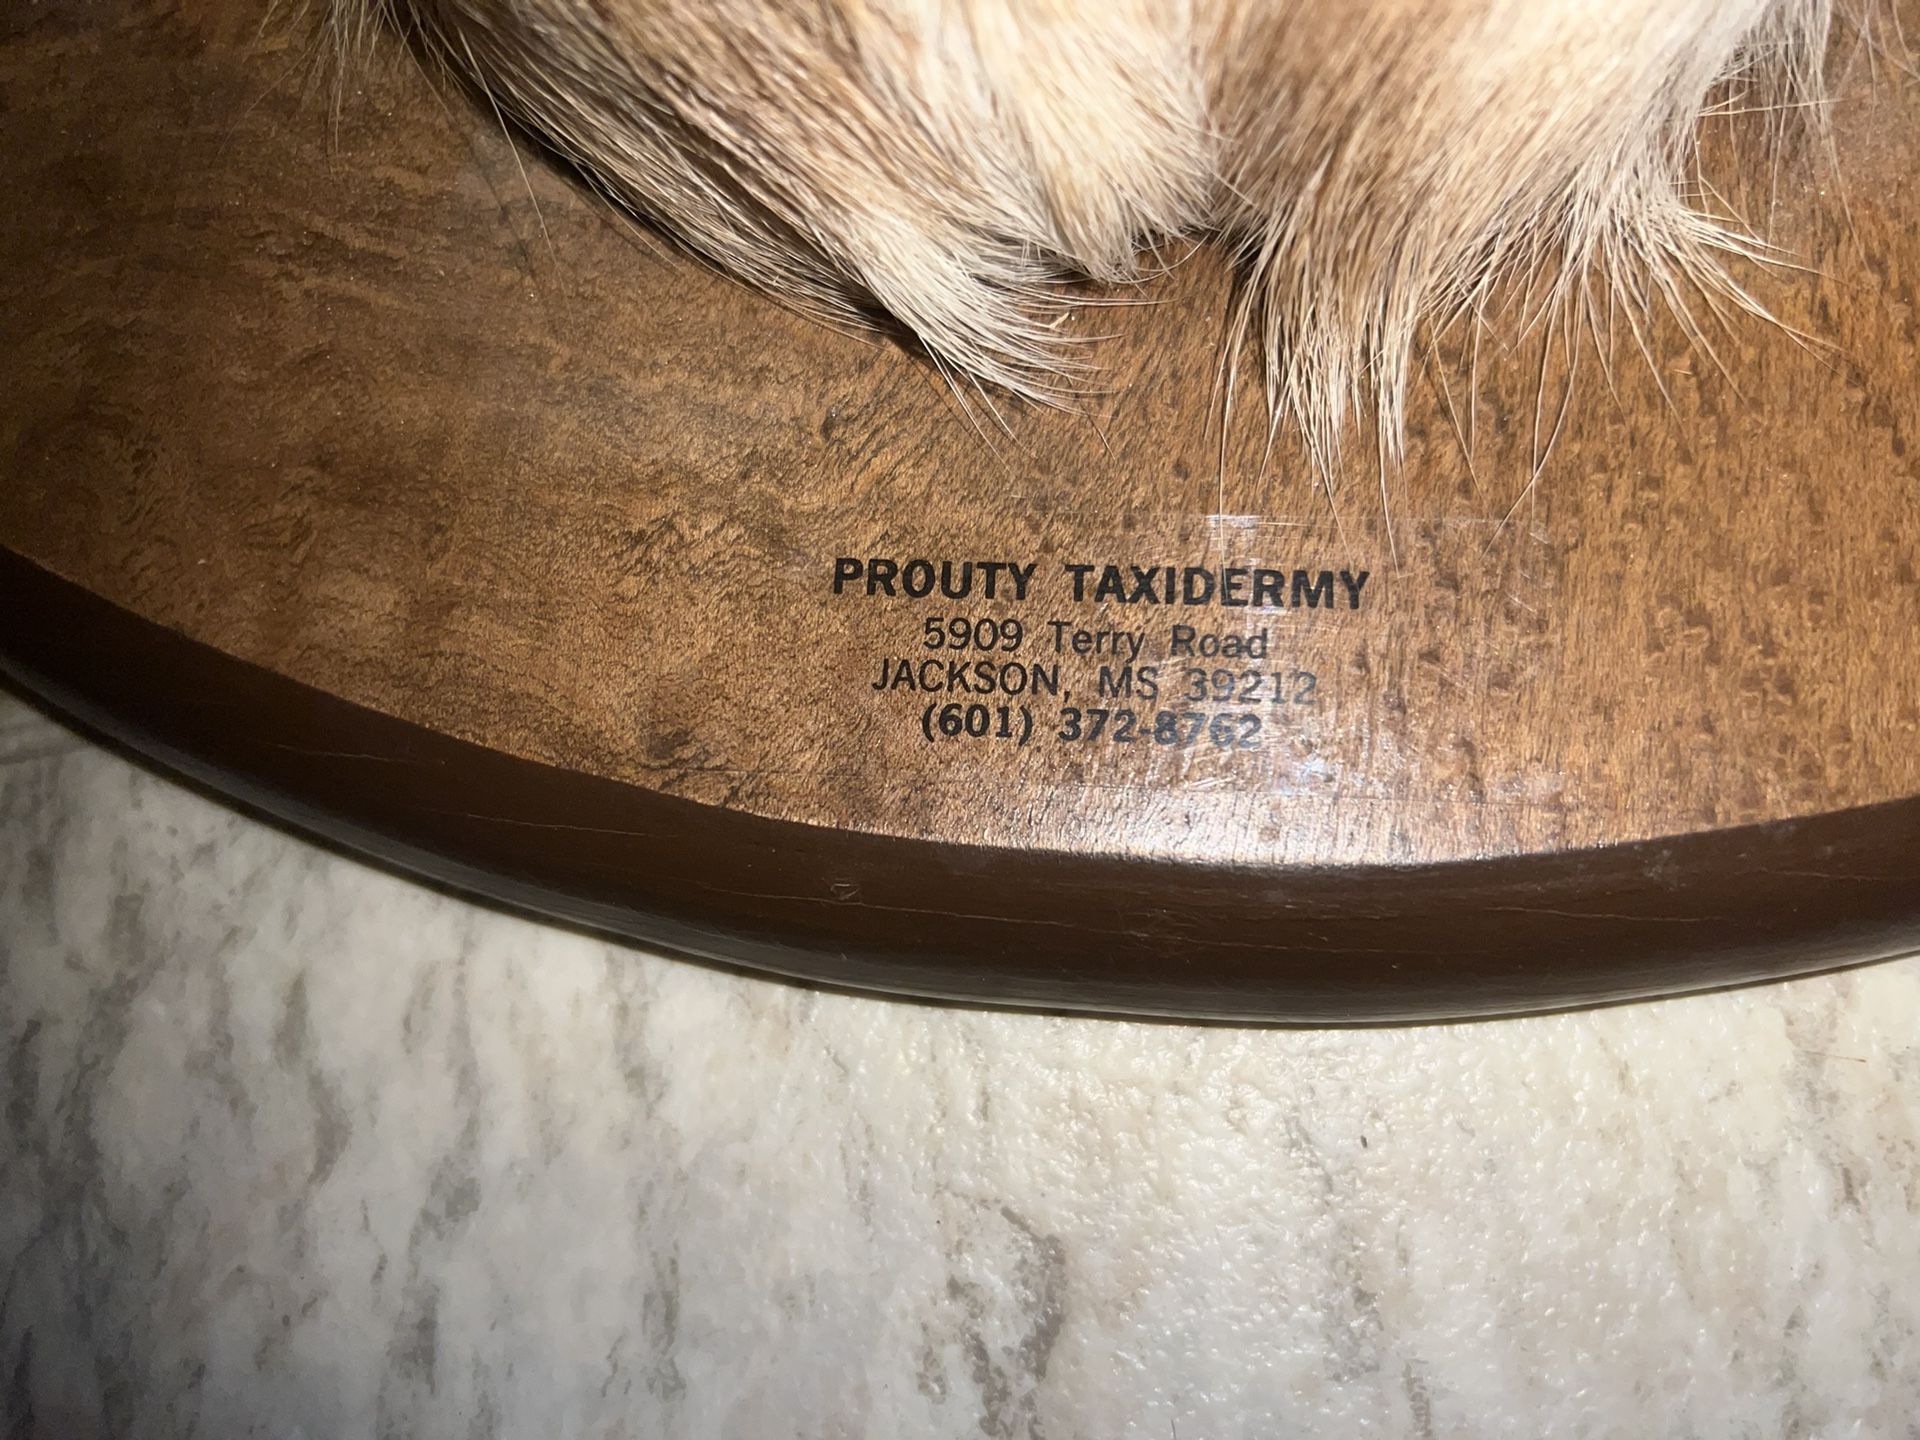 PROUTY TAXIDERMY
5909 Terry Road
JACKSON, MS 39212
(601) 372-8762